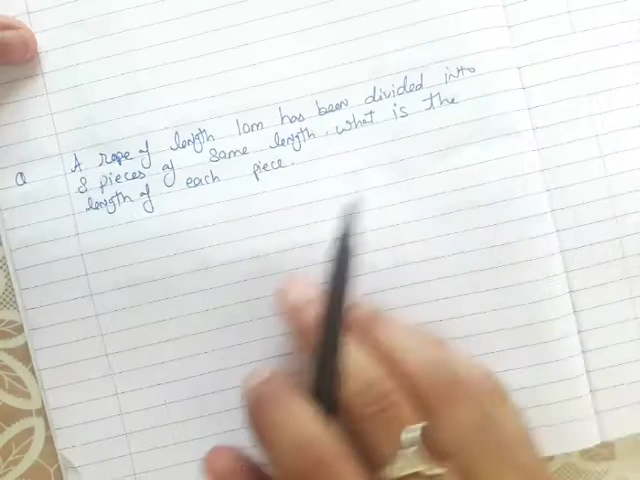 Q A rope of length 10m has been divided into
8 pieces of same length. what is the
length of each piece.